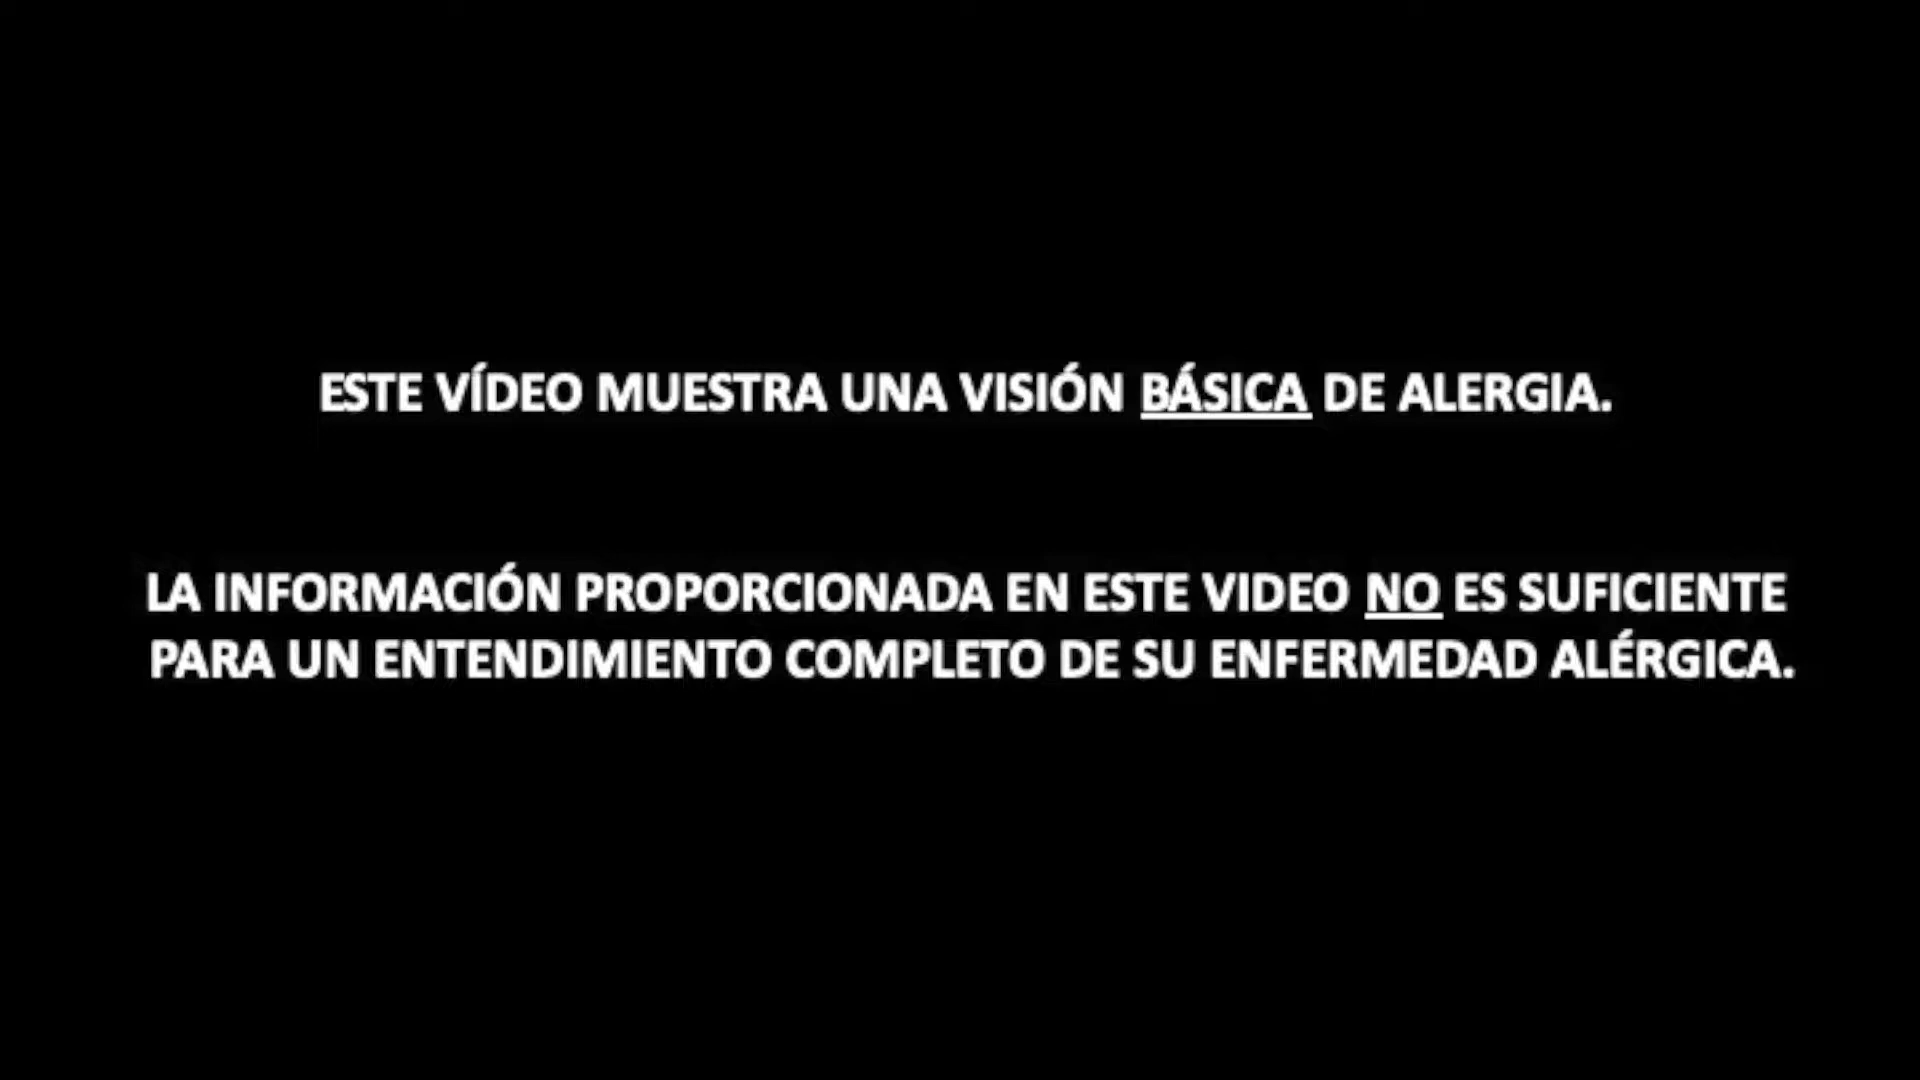 ESTE VÍDEO MUESTRA UNA VISIÓN BÁSICA DE ALERGIA.
LA INFORMACIÓN PROPORCIONADA EN ESTE VIDEO NO ES SUFICIENTE
PARA UN ENTENDIMIENTO COMPLETO DE SU ENFERMEDAD ALÉRGICA.